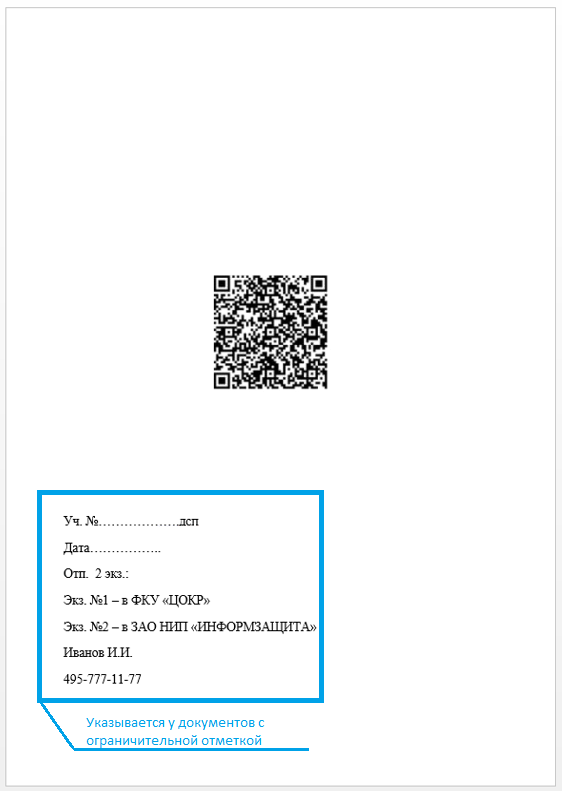 Уч. №……………….дсп
Дата……………..
Отп.  2 экз.:
Экз. №1 – в ФКУ «ЦОКР»
Экз. №2 – в ЗАО НИП «ИНФОРМЗАЩИТА»
Иванов И.И.
495-777-11-77
Указывается у документов с
ограничительной отметкой